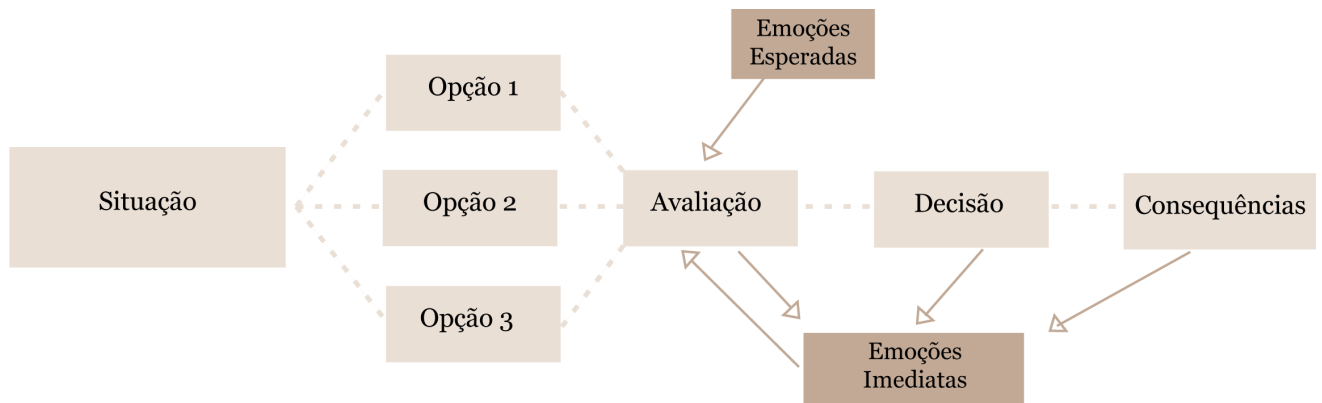 Emoções
Esperadas
Opção 1
Situação
Opção 2
Avaliação
Decisão
Consequências
Opção 3
Emoções
Imediatas